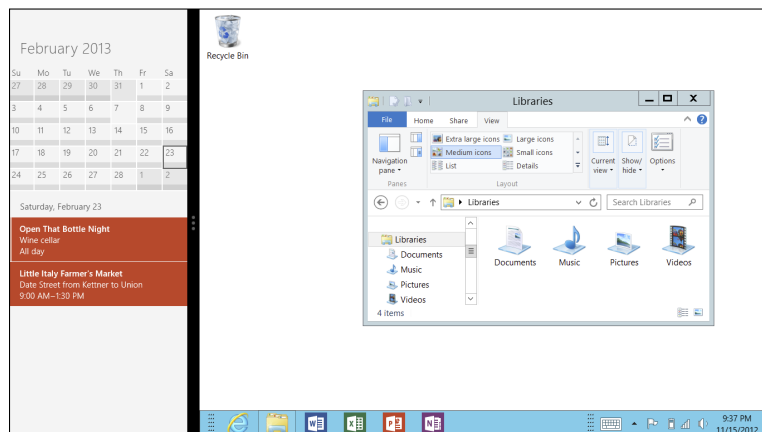 February 2013
Su Mo Tu We Th Fr Sa
27 28 29 30 31 1 2
3 4 5 6 7 8 9
10 11 12 13 14 15 16
17 18 19 20 21 22 23
24 25 26 27 28 1 2
Saturday, February 23
Open That Bottle Night
Wine cellar
All day
Little Italy Farmer's Market
Date Street from Kettner to Union
9:00 AM–1:30 PM
Recycle Bin
Libraries
File Home Share View
Navigation pane
Extra large icons Large icons
Medium icons Small icons
List Details
Current view
Show/ hide
Options
Panes Layout
Libraries
Search Libraries
Libraries
Documents
Music
Pictures
Videos
Documents Music Pictures Videos
4 items
9:37 PM
11/15/2012